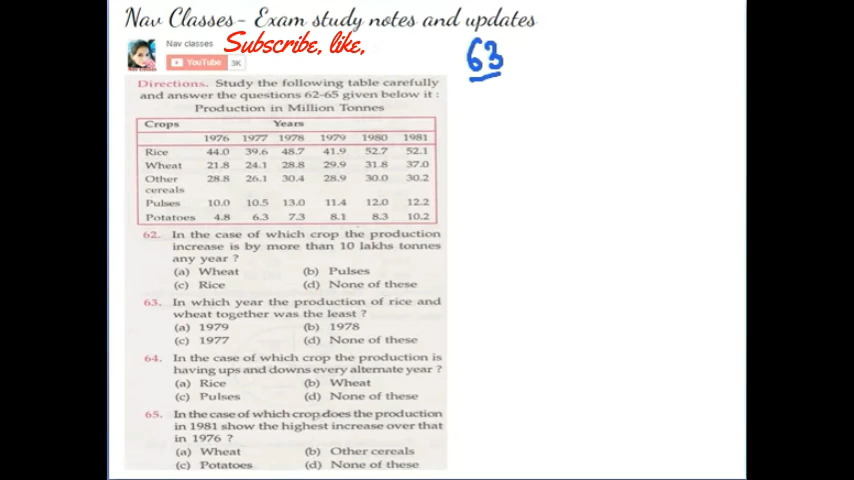 Nav Classes- Exam study notes and updates
Nav classes
Subscribe, like,
63
YouTube 3K
Directions. Study the following table carefully
and answer the questions 62-65 given below it :
Production in Million Tonnes
Crops Years
1976 1977 1978 1979 1980 1981
Rice 44.0 39.6 48.7 41.9 52.7 52.1
Wheat 21.8 24.1 28.8 29.9 31.8 37.0
Other 28.8 26.1 30.4 28.9 30.0 30.2
cereals
Pulses 10.0 10.5 13.0 11.4 12.0 12.2
Potatoes 4.8 6.3 7.3 8.1 8.3 10.2
62. In the case of which crop the production
increase is by more than 10 lakhs tonnes
any year ?
(a) Wheat (b) Pulses
(c) Rice (d) None of these
63. In which year the production of rice and
wheat together was the least ?
(a) 1979 (b) 1978
(c) 1977 (d) None of these
64. In the case of which crop the production is
having ups and downs every alternate year ?
(a) Rice (b) Wheat
(c) Pulses (d) None of these
65. In the case of which crop does the production
in 1981 show the highest increase over that
in 1976 ?
(a) Wheat (b) Other cereals
(c) Potatoes (d) None of these